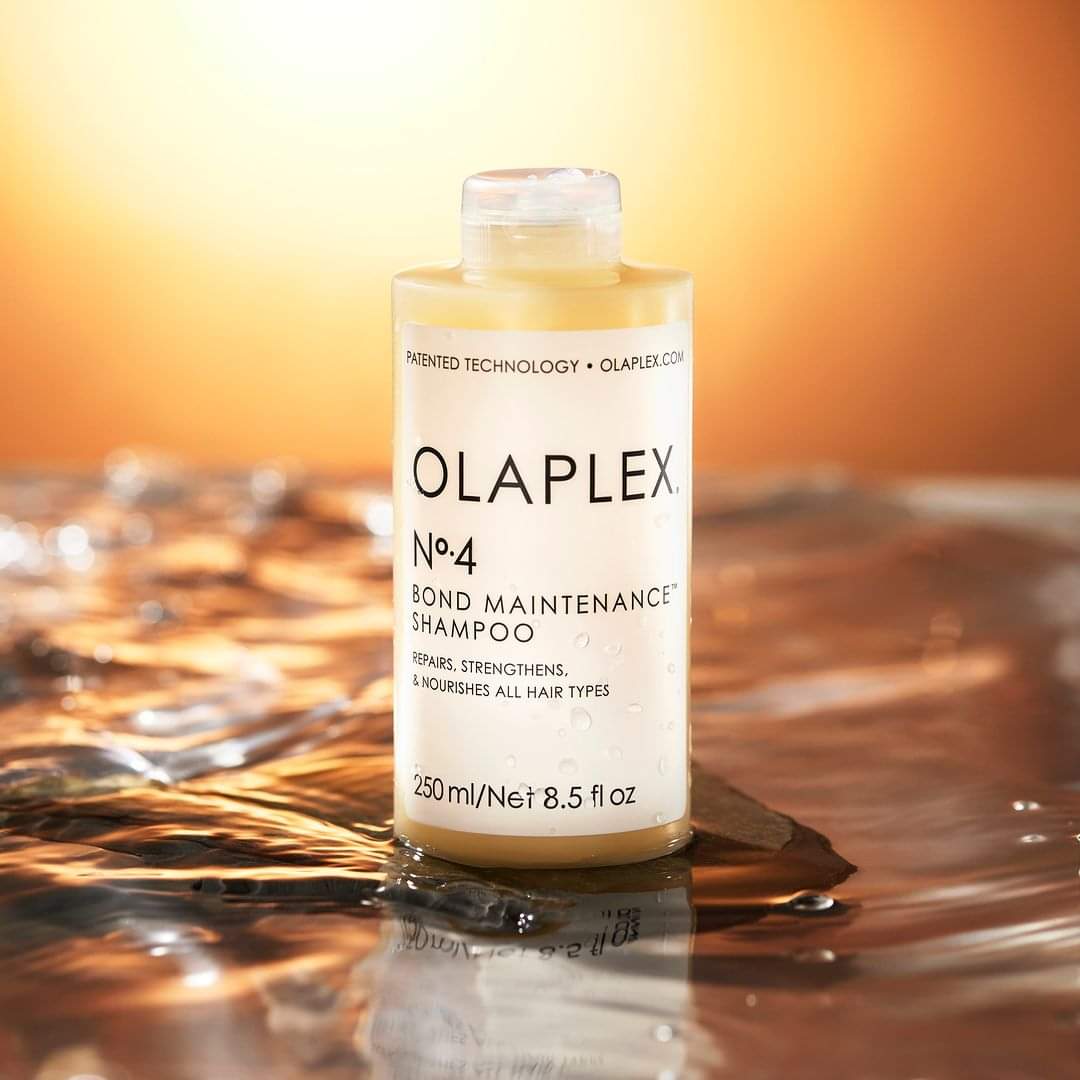 PATENTED TECHNOLOGY • OLAPLEX.COM
OLAPLEX.
Nº.4
BOND MAINTENANCE™
SHAMPOO
REPAIRS, STRENGTHENS,
& NOURISHES ALL HAIR TYPES
250 ml/Net 8.5 fl oz